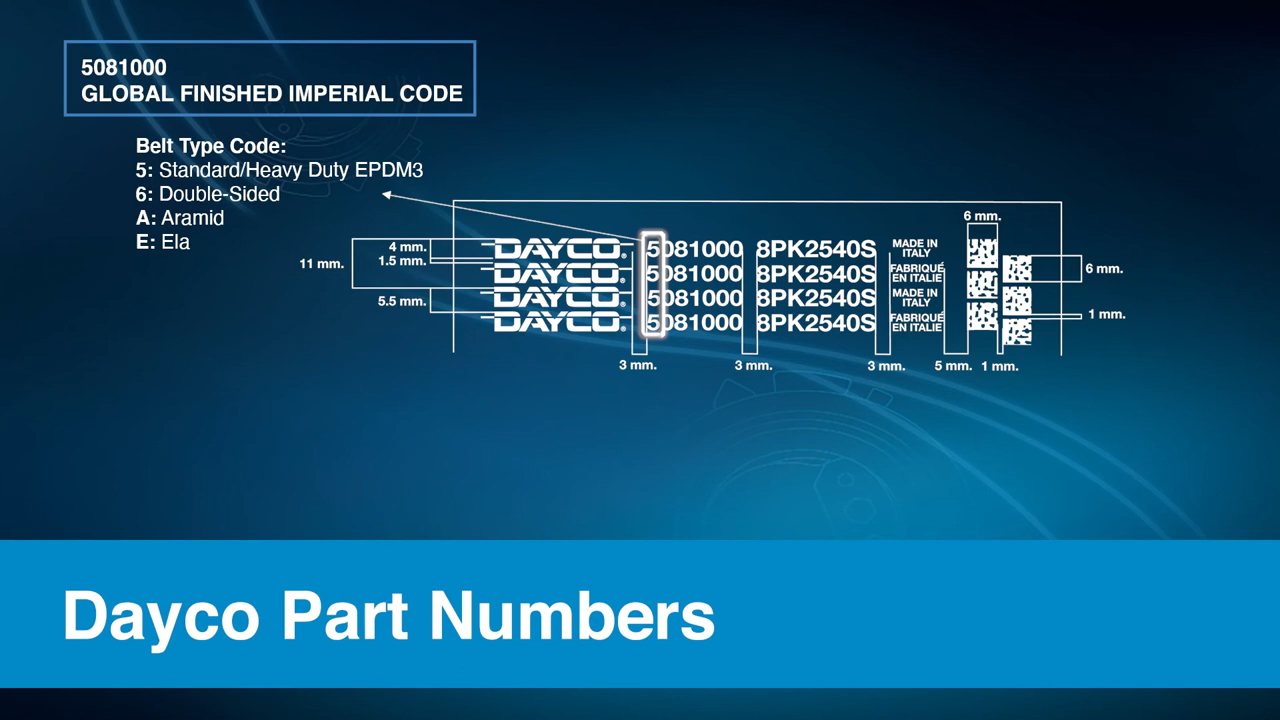 5081000
GLOBAL FINISHED IMPERIAL CODE
Belt Type Code:
5: Standard/Heavy Duty EPDM3
6: Double-Sided
A: Aramid
E: Ela
6 mm.
11 mm.
4 mm.
1.5 mm.
5.5 mm.
DAYCO® 5081000 8PK2540S MADE IN ITALY
DAYCO® 5081000 8PK2540S FABRIQUÉ EN ITALIE
DAYCO® 5081000 8PK2540S MADE IN ITALY
DAYCO® 5081000 8PK2540S FABRIQUÉ EN ITALIE
6 mm.
1 mm.
3 mm. 3 mm. 3 mm. 5 mm. 1 mm.
Dayco Part Numbers